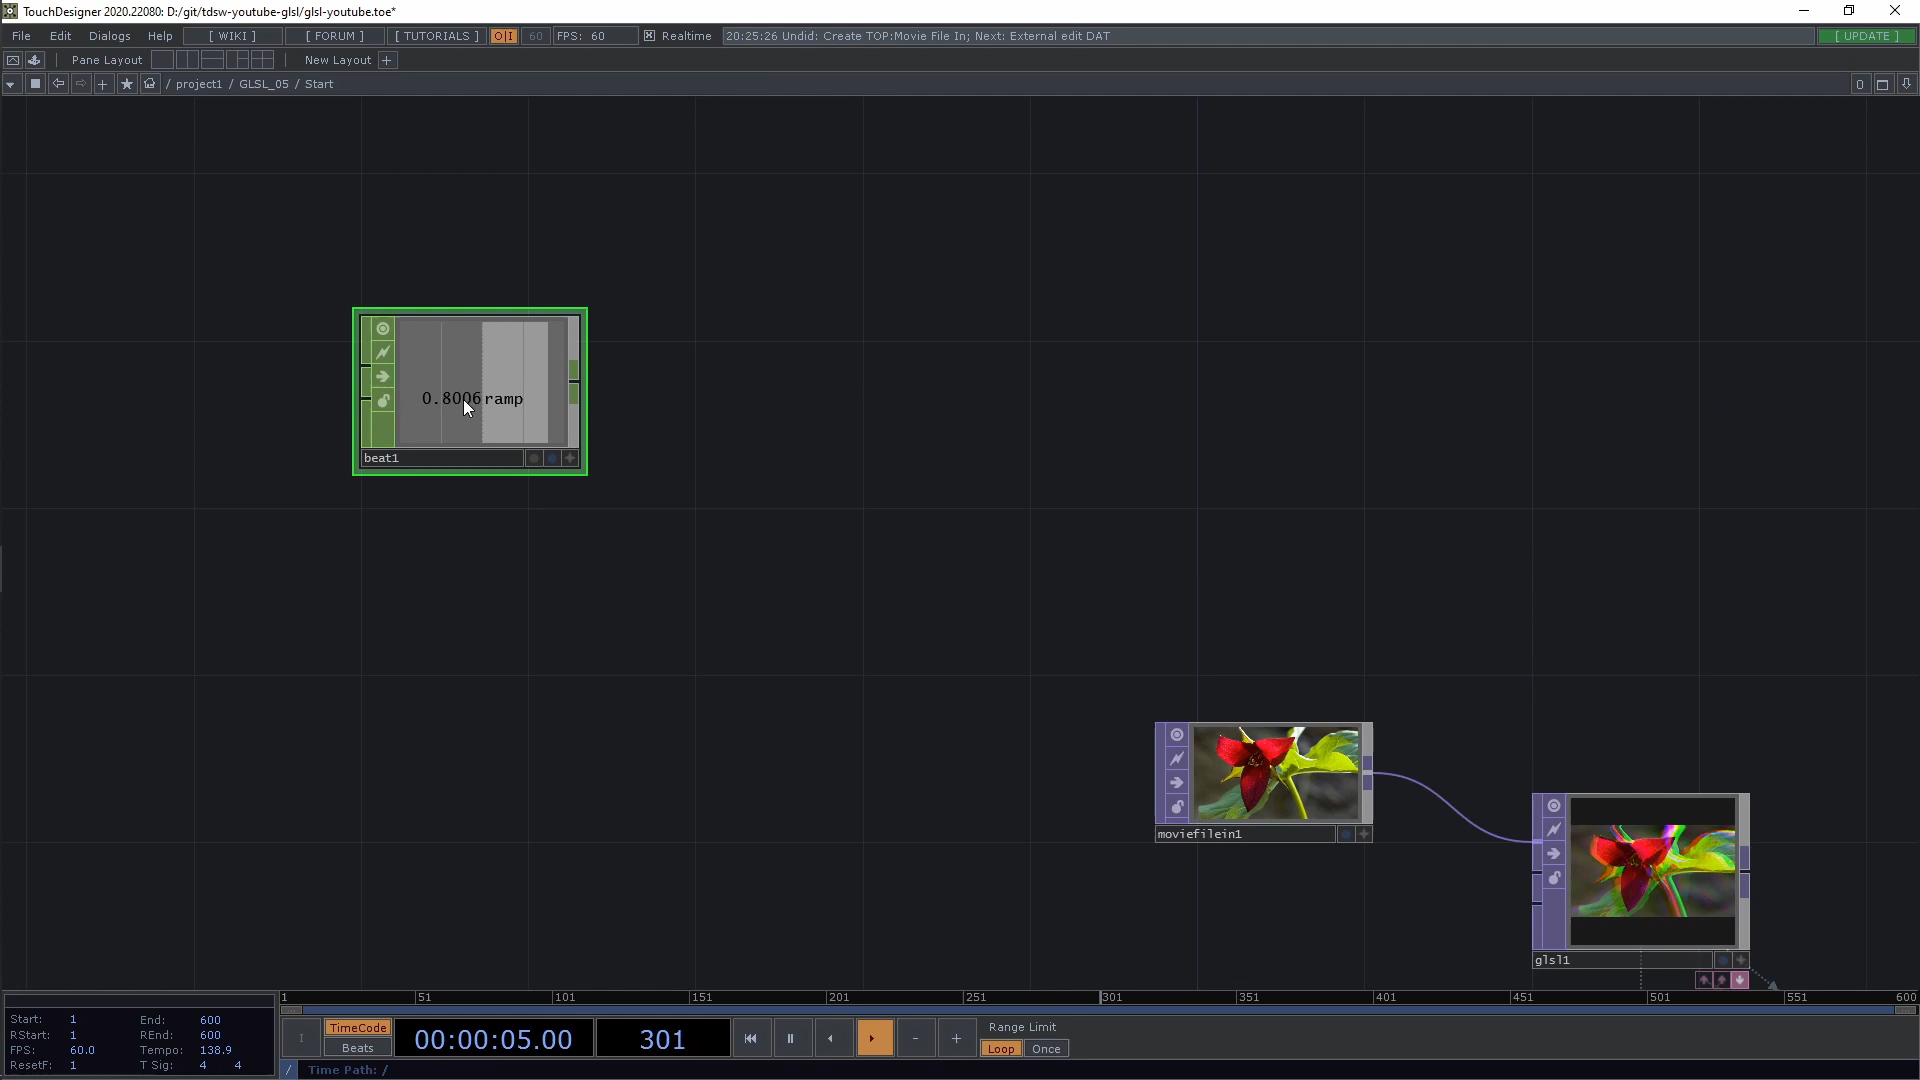 TouchDesigner 2020.22080: D:/git/tdsw-youtube-glsl/glsl-youtube.toe*
File Edit Dialogs Help [ WIKI ] [ FORUM ] [ TUTORIALS ] O|I 60 FPS: 60 Realtime 20:25:26 Undid: Create TOP:Movie File In; Next: External edit DAT [ UPDATE ]
Pane Layout New Layout +
/ project1 / GLSL_05 / Start 0
0.8006 ramp
beat1
moviefilein1
glsl1
1 51 101 151 201 251 301 351 401 451 501 551 600
Start: 1 End: 600
RStart: 1 REnd: 600
FPS: 60.0 Tempo: 138.9
ResetF: 1 T Sig: 4 4
TimeCode
Beats
00:00:05.00 301
Range Limit
Loop Once
/ Time Path: /